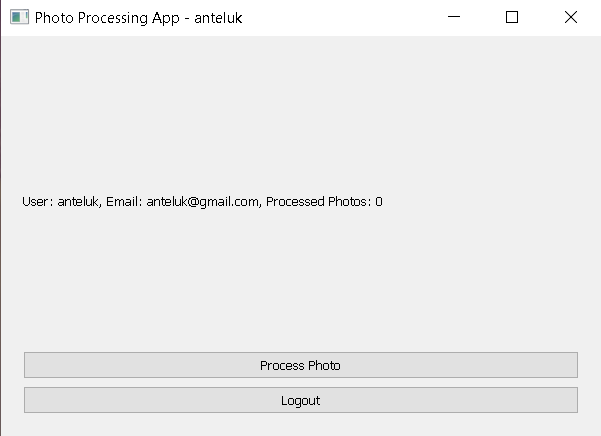 Photo Processing App - anteluk
User: anteluk, Email: anteluk@gmail.com, Processed Photos: 0
Process Photo
Logout